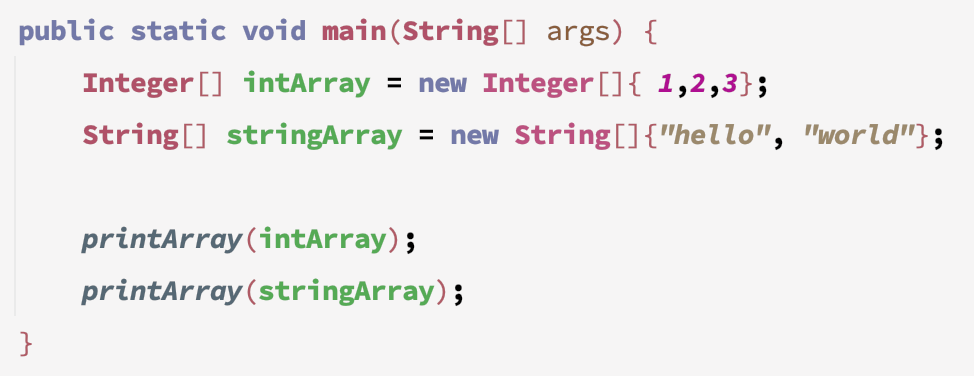 public static void main(String[] args) {
    Integer[] intArray = new Integer[]{ 1,2,3};
    String[] stringArray = new String[]{"hello", "world"};
    printArray(intArray);
    printArray(stringArray);
}